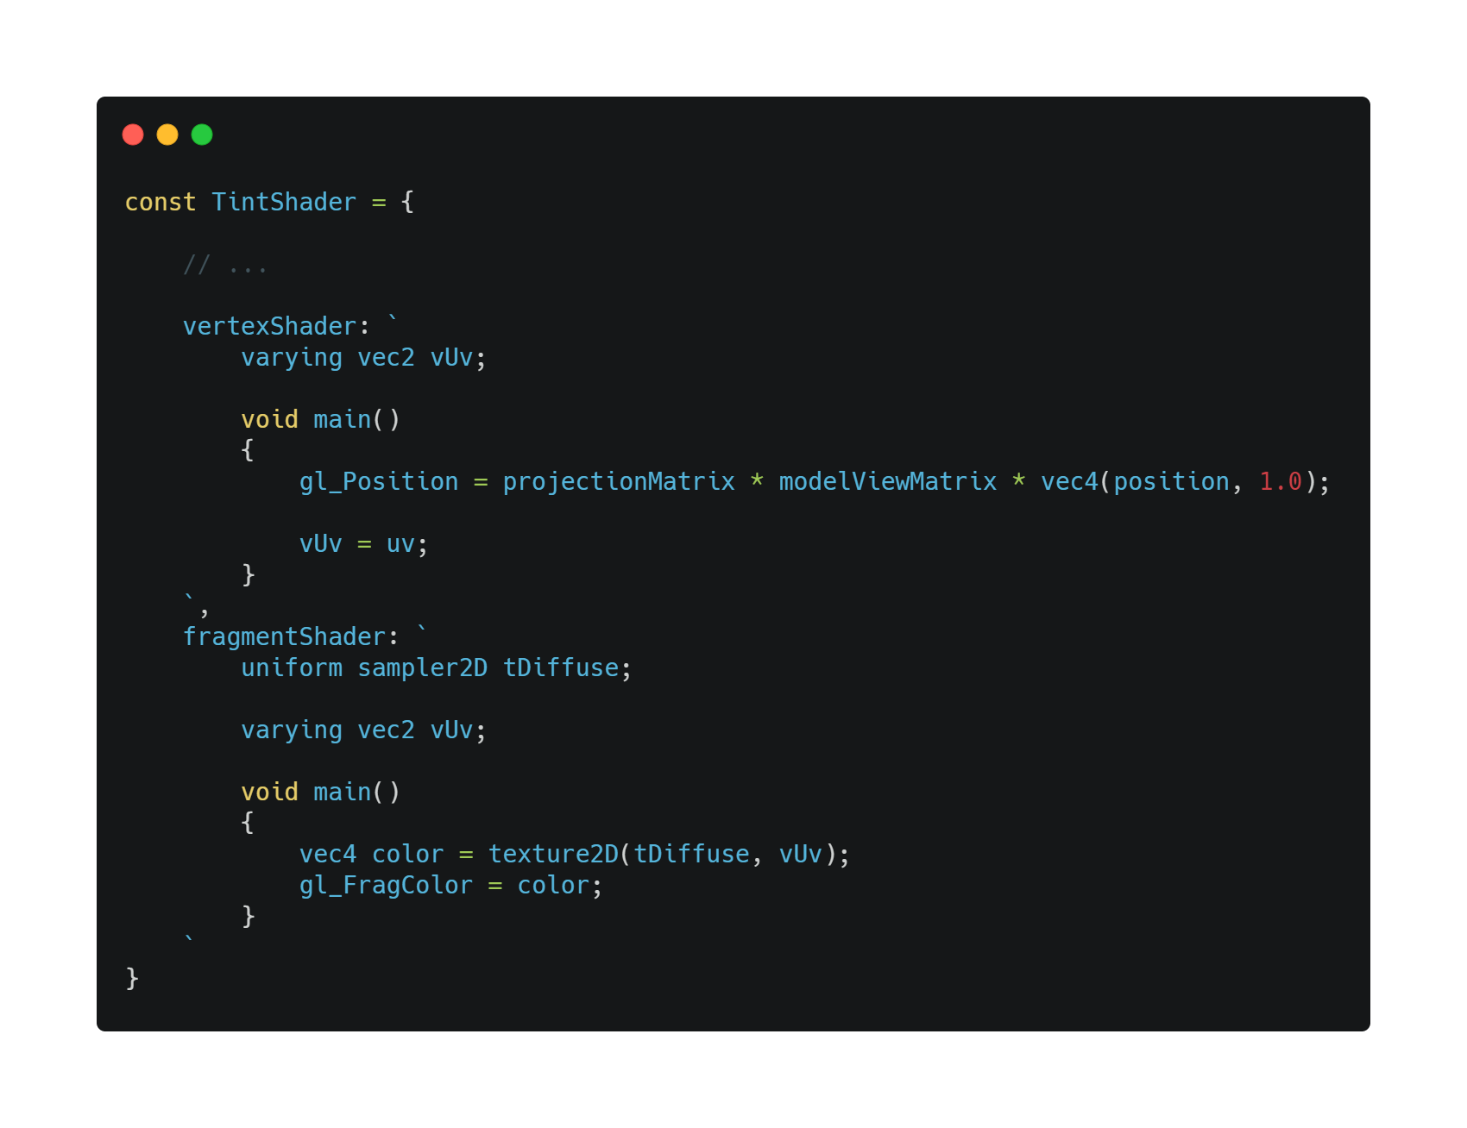 const TintShader = {

    // ...

    vertexShader: `
        varying vec2 vUv;

        void main()
        {
            gl_Position = projectionMatrix * modelViewMatrix * vec4(position, 1.0);

            vUv = uv;
        }
    `,
    fragmentShader: `
        uniform sampler2D tDiffuse;

        varying vec2 vUv;

        void main()
        {
            vec4 color = texture2D(tDiffuse, vUv);
            gl_FragColor = color;
        }
    `
}